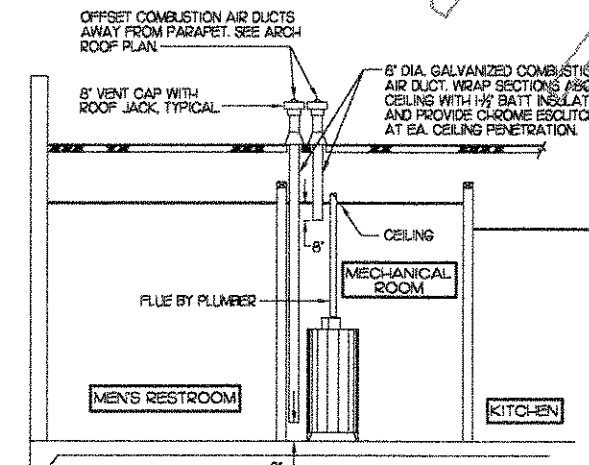 OFFSET COMBUSTION AIR DUCTS
AWAY FROM PARAPET. SEE ARCH
ROOF PLAN.
8" VENT CAP WITH
ROOF JACK, TYPICAL.
8" DIA. GALVANIZED
AIR DUCT. WRAP SECTIONS
CEILING WITH 1-1/2" BATT
AND PROVIDE CHROME
AT EA. CEILING PENETRATION.
8"
CEILING
MECHANICAL
ROOM
FLUE BY PLUMBER
MEN'S RESTROOM
KITCHEN